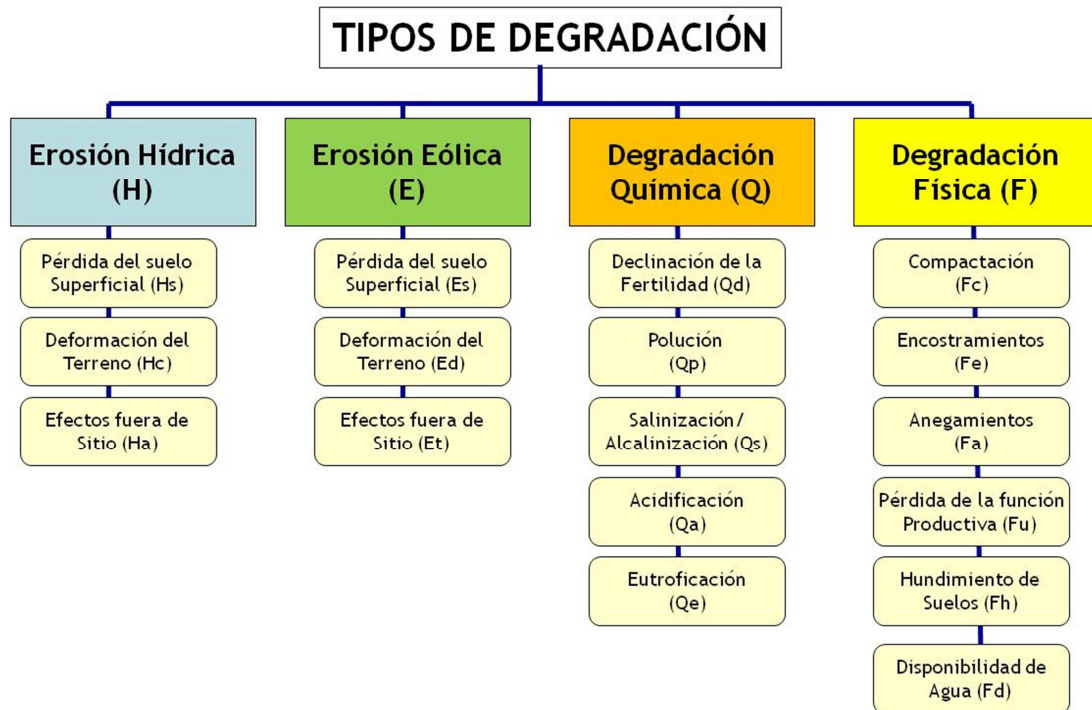 TIPOS DE DEGRADACIÓN
Erosión Hídrica
(H)
Pérdida del suelo
Superficial (Hs)
Deformación del
Terreno (Hc)
Efectos fuera de
Sitio (Ha)
Erosión Eólica
(E)
Pérdida del suelo
Superficial (Es)
Deformación del
Terreno (Ed)
Efectos fuera de
Sitio (Et)
Degradación
Química (Q)
Declinación de la
Fertilidad (Qd)
Polución
(Qp)
Salinización/
Alcalinización (Qs)
Acidificación
(Qa)
Eutroficación
(Qe)
Degradación
Física (F)
Compactación
(Fc)
Encostramientos
(Fe)
Anegamientos
(Fa)
Pérdida de la función
Productiva (Fu)
Hundimiento de
Suelos (Fh)
Disponibilidad de
Agua (Fd)